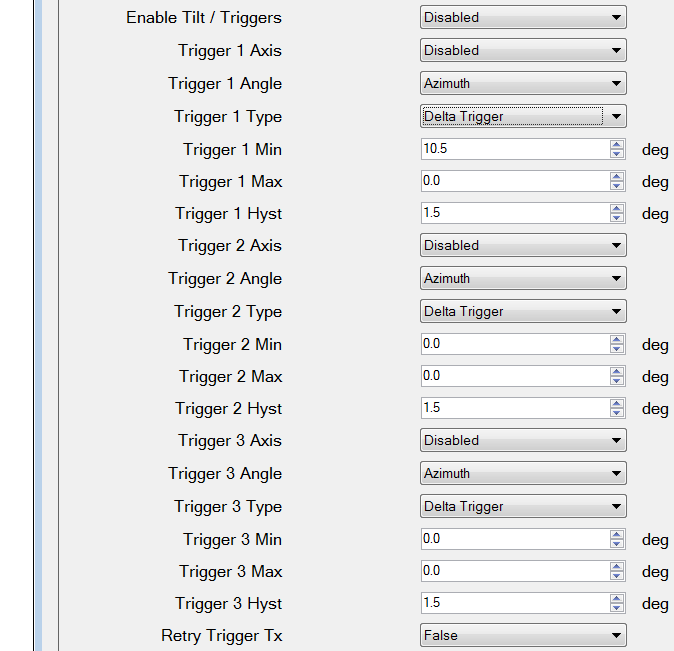 Enable Tilt / Triggers Disabled
Trigger 1 Axis Disabled
Trigger 1 Angle Azimuth
Trigger 1 Type Delta Trigger
Trigger 1 Min 10.5 deg
Trigger 1 Max 0.0 deg
Trigger 1 Hyst 1.5 deg
Trigger 2 Axis Disabled
Trigger 2 Angle Azimuth
Trigger 2 Type Delta Trigger
Trigger 2 Min 0.0 deg
Trigger 2 Max 0.0 deg
Trigger 2 Hyst 1.5 deg
Trigger 3 Axis Disabled
Trigger 3 Angle Azimuth
Trigger 3 Type Delta Trigger
Trigger 3 Min 0.0 deg
Trigger 3 Max 0.0 deg
Trigger 3 Hyst 1.5 deg
Retry Trigger Tx False